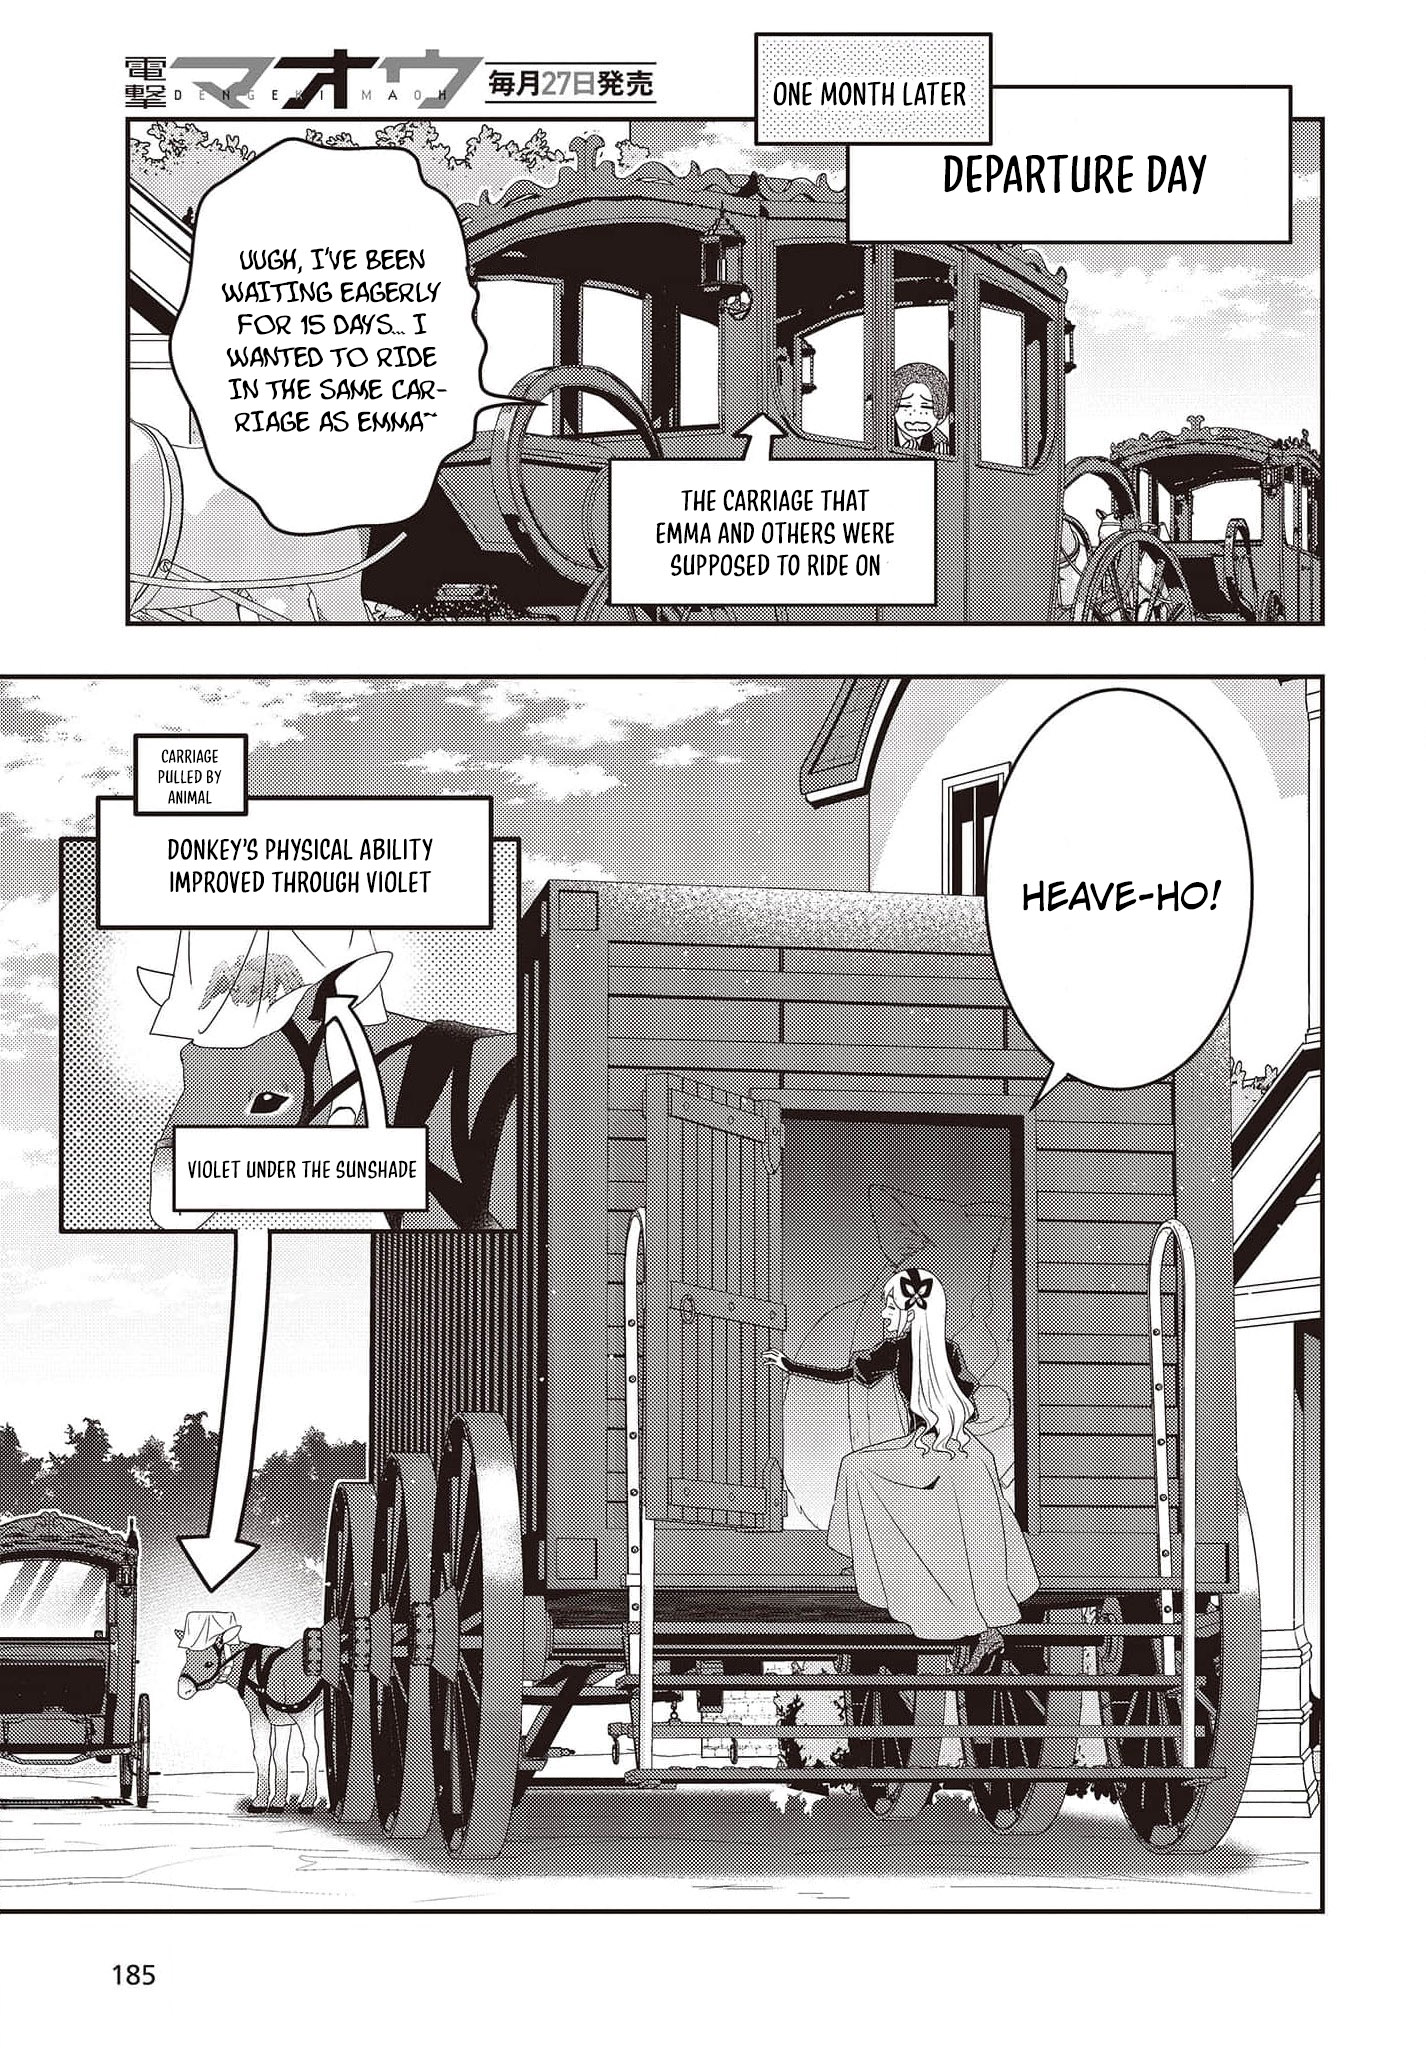 電撃マオウ
DENGEKI MAOH
毎月27日発売
ONE MONTH LATER
DEPARTURE DAY
UUGH, I'VE BEEN
WAITING EAGERLY
FOR 15 DAYS... I
WANTED TO RIDE
IN THE SAME CAR-
RIAGE AS EMMA~
THE CARRIAGE THAT
EMMA AND OTHERS WERE
SUPPOSED TO RIDE ON
HEAVE-HO!
CARRIAGE
PULLED BY
ANIMAL
DONKEY'S PHYSICAL ABILITY
IMPROVED THROUGH VIOLET
VIOLET UNDER THE SUNSHADE
185